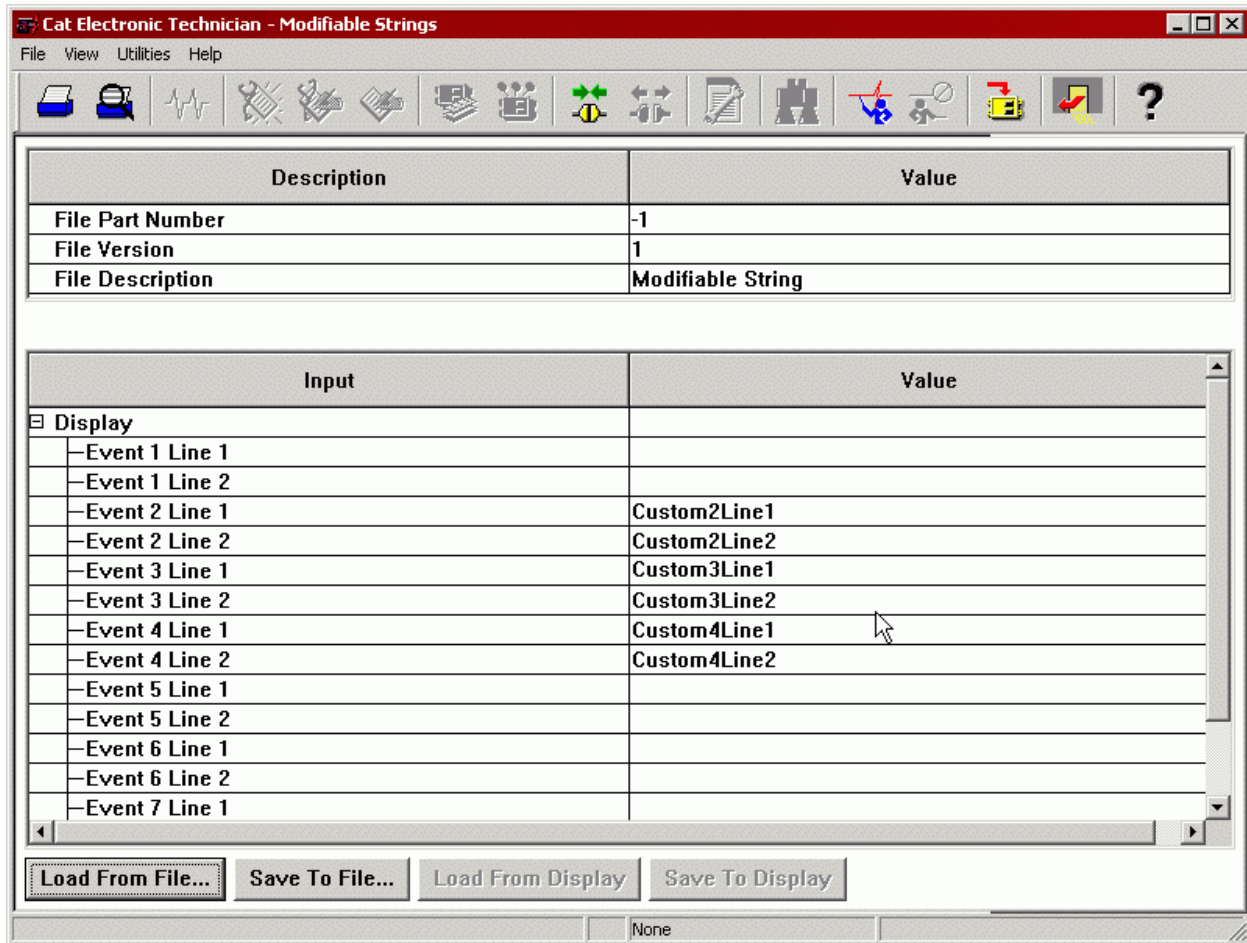 Cat Electronic Technician - Modifiable Strings
File View Utilities Help
?
Description Value
File Part Number -1
File Version 1
File Description Modifiable String
Input Value
Display
Event 1 Line 1
Event 1 Line 2
Event 2 Line 1 Custom2Line1
Event 2 Line 2 Custom2Line2
Event 3 Line 1 Custom3Line1
Event 3 Line 2 Custom3Line2
Event 4 Line 1 Custom4Line1
Event 4 Line 2 Custom4Line2
Event 5 Line 1
Event 5 Line 2
Event 6 Line 1
Event 6 Line 2
Event 7 Line 1
Load From File... Save To File... Load From Display Save To Display
None